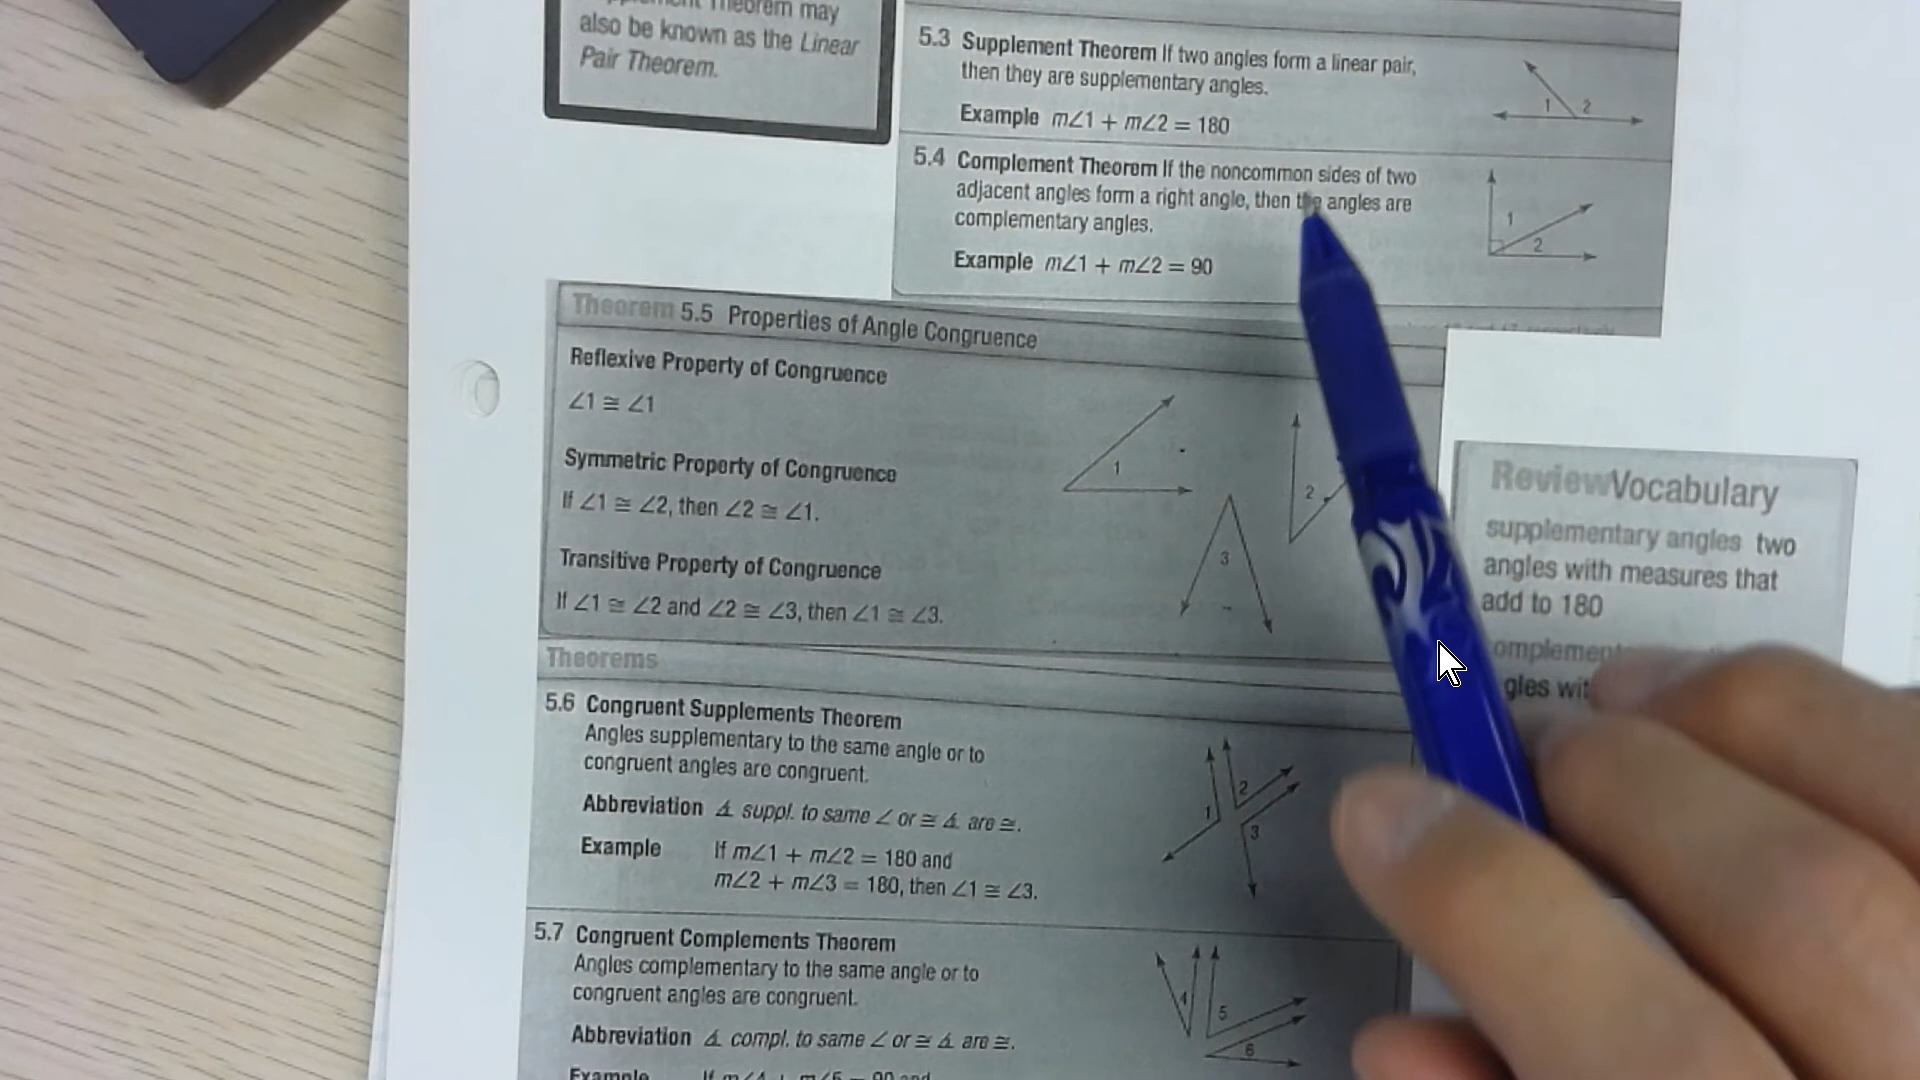 Theorem may
also be known as the Linear
Pair Theorem.
5.3 Supplement Theorem If two angles form a linear pair,
then they are supplementary angles.
Example m∠1 + m∠2 = 180
1 2
5.4 Complement Theorem If the noncommon sides of two
adjacent angles form a right angle, then the angles are
complementary angles.
Example m∠1 + m∠2 = 90
1
2
Theorem 5.5 Properties of Angle Congruence
Reflexive Property of Congruence
∠1 ≅ ∠1
Symmetric Property of Congruence
If ∠1 ≅ ∠2, then ∠2 ≅ ∠1.
Transitive Property of Congruence
If ∠1 ≅ ∠2 and ∠2 ≅ ∠3, then ∠1 ≅ ∠3.
1
2
3
ReviewVocabulary
supplementary angles two
angles with measures that
add to 180
Theorems
5.6 Congruent Supplements Theorem
Angles supplementary to the same angle or to
congruent angles are congruent.
Abbreviation ∡ suppl. to same ∠ or ≅ ∡ are ≅.
Example If m∠1 + m∠2 = 180 and
m∠2 + m∠3 = 180, then ∠1 ≅ ∠3.
1
2
3
5.7 Congruent Complements Theorem
Angles complementary to the same angle or to
congruent angles are congruent.
Abbreviation ∡ compl. to same ∠ or ≅ ∡ are ≅.
Example If m∠4 + m∠5 = 90 and
4
5
6